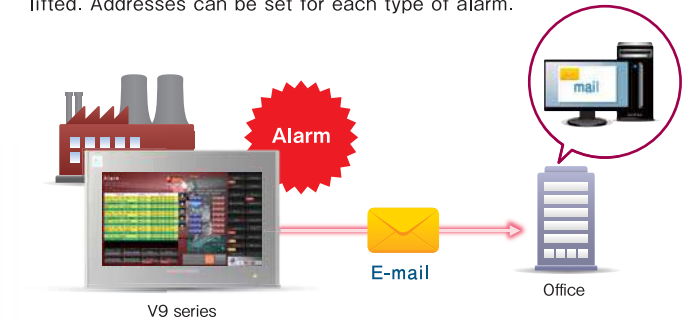 lifted. Addresses can be set for each type of alarm.
mail
Alarm
E-mail
Office
V9 series